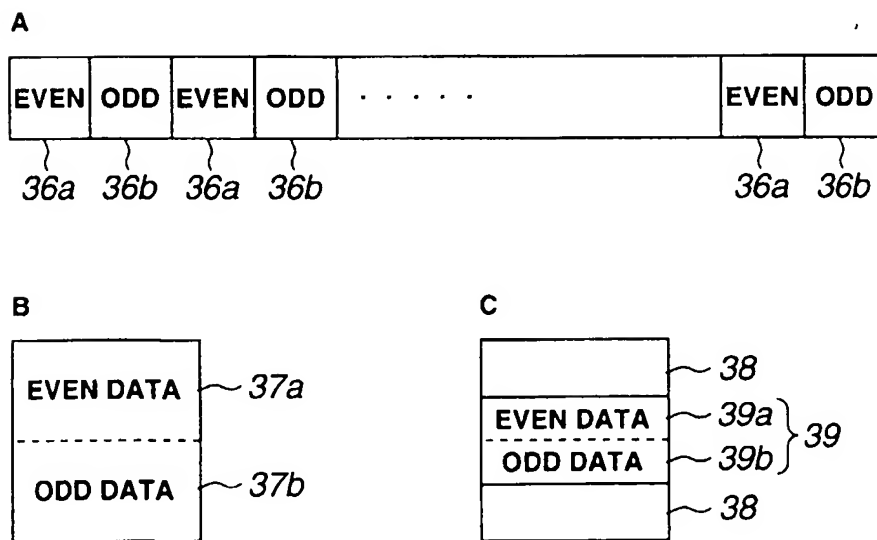 A
EVEN ODD EVEN ODD · · · · · EVEN ODD
36a 36b 36a 36b 36a 36b
B
EVEN DATA 37a
ODD DATA 37b
C
38
EVEN DATA 39a
39
ODD DATA 39b
38